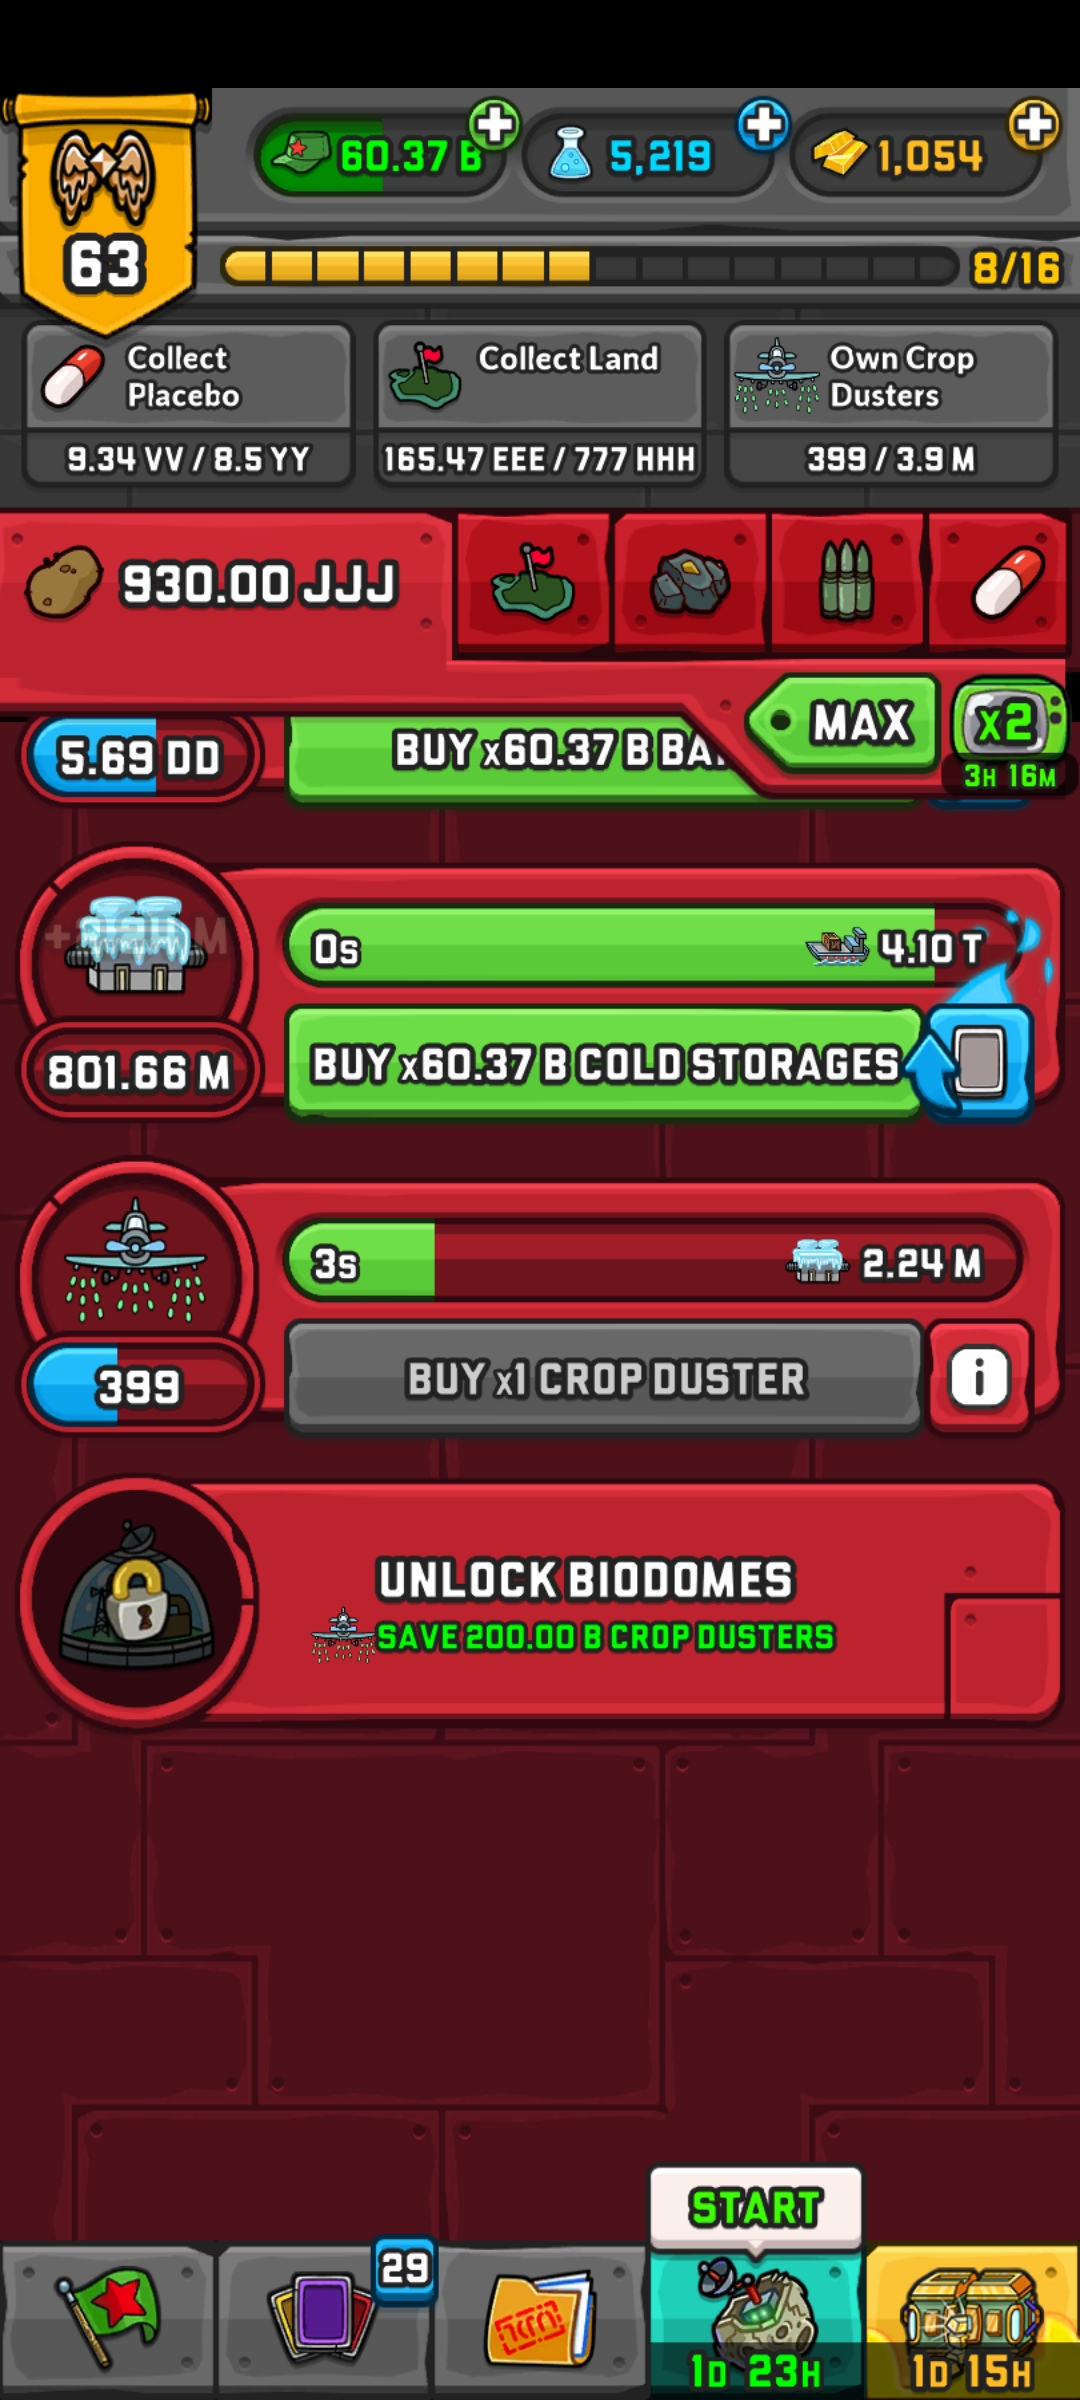 60.37 B
5,219
1,054
63
8/16
Collect
Placebo
9.34 VV / 8.5 YY
Collect Land
165.47 EEE / 777 HHH
Own Crop
Dusters
399 / 3.9 M
930.00 JJJ
MAX
x2
3H 16M
5.69 DD
BUY x60.37 B
0s
4.10 T
801.66 M
BUY x60.37 B COLD STORAGES
3s
2.24 M
399
BUY x1 CROP DUSTER
i
UNLOCK BIODOMES
SAVE 200.00 B CROP DUSTERS
START
29
1D 23H
1D 15H